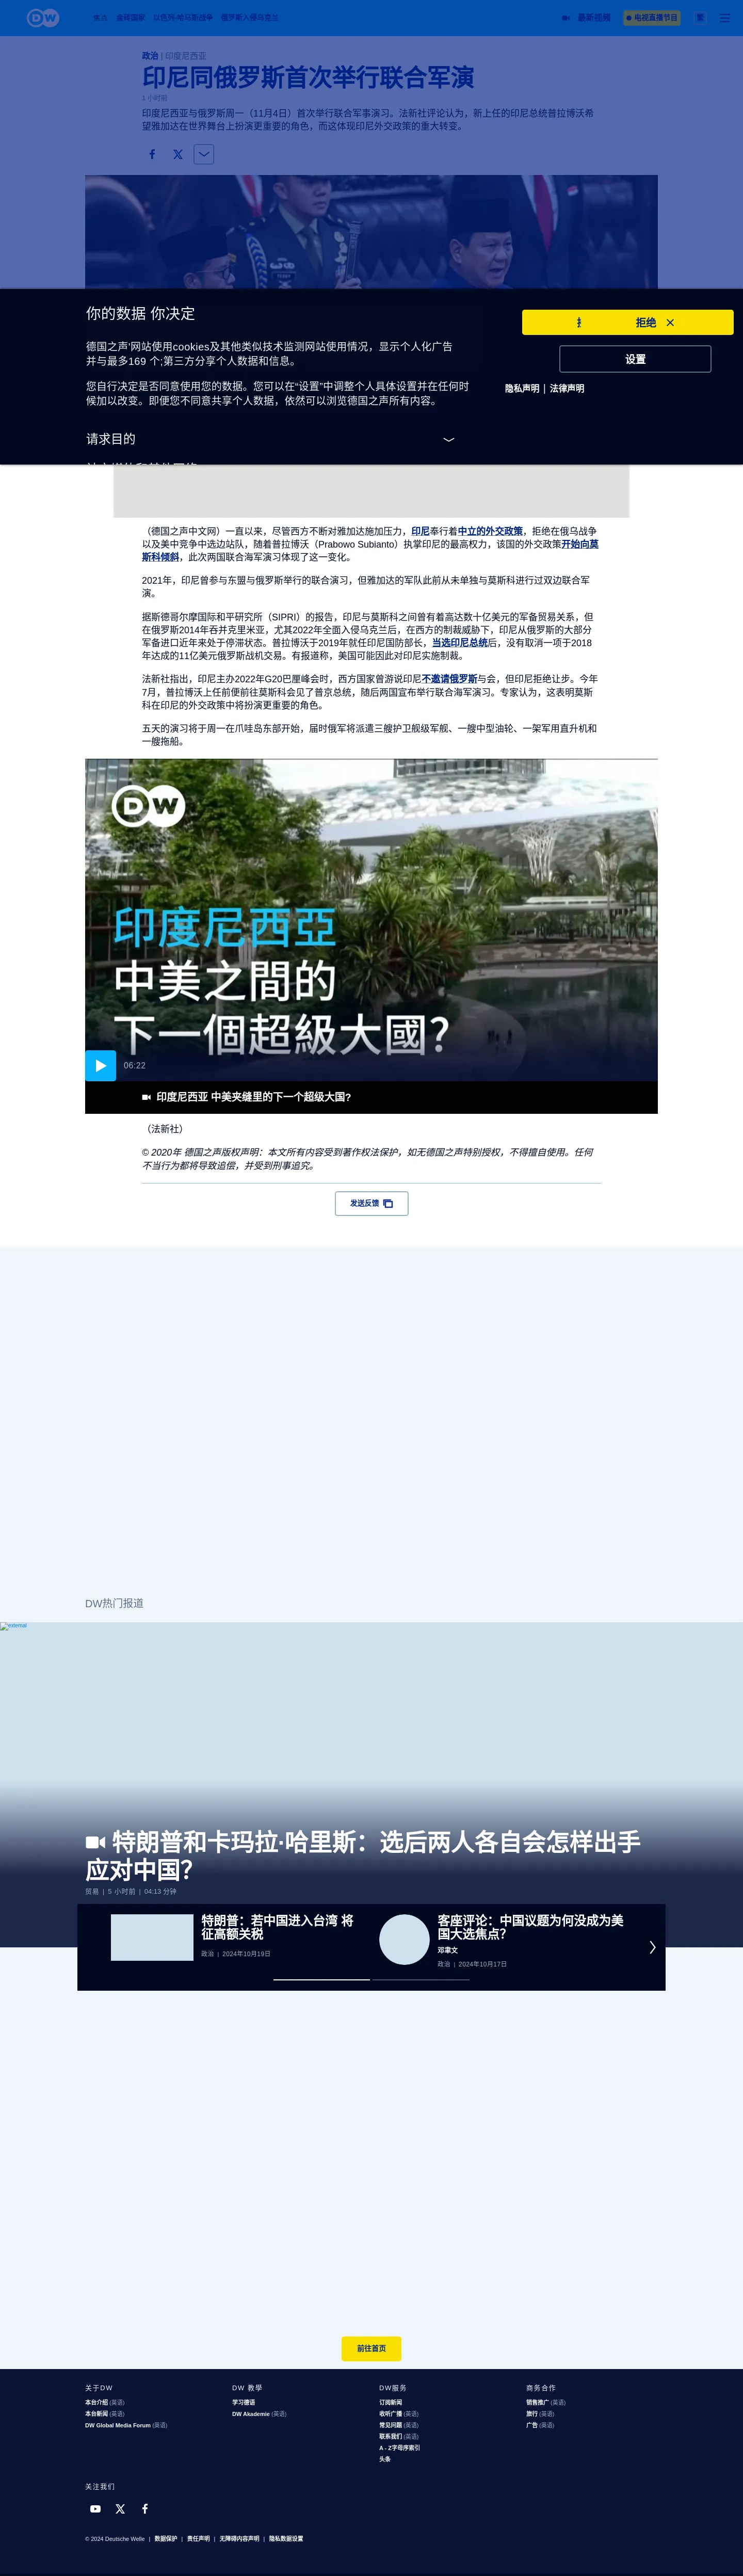 DW
焦点
金砖国家
以色列-哈马斯战争
俄罗斯入侵乌克兰
最新视频
电视直播节目
繁
政治 | 印度尼西亚
印尼同俄罗斯首次举行联合军演
1 小时前
印度尼西亚与俄罗斯周一（11月4日）首次举行联合军事演习。法新社评论认为，新上任的印尼总统普拉博沃希
望雅加达在世界舞台上扮演更重要的角色，而这体现印尼外交政策的重大转变。
你的数据 你决定
德国之声'网站使用cookies及其他类似技术监测网站使用情况，显示个人化广告
并与最多169 个;第三方分享个人数据和信息。
您自行决定是否同意使用您的数据。您可以在"设置"中调整个人具体设置并在任何时
候加以改变。即便您不同意共享个人数据，依然可以浏览德国之声所有内容。
请求目的
拒绝
设置
隐私声明 | 法律声明
（德国之声中文网）一直以来，尽管西方不断对雅加达施加压力，印尼奉行着中立的外交政策，拒绝在俄乌战争
以及美中竞争中选边站队，随着普拉博沃（Prabowo Subianto）执掌印尼的最高权力，该国的外交政策开始向莫
斯科倾斜，此次两国联合海军演习体现了这一变化。
2021年，印尼曾参与东盟与俄罗斯举行的联合演习，但雅加达的军队此前从未单独与莫斯科进行过双边联合军
演。
据斯德哥尔摩国际和平研究所（SIPRI）的报告，印尼与莫斯科之间曾有着高达数十亿美元的军备贸易关系，但
在俄罗斯2014年吞并克里米亚，尤其2022年全面入侵乌克兰后，在西方的制裁威胁下，印尼从俄罗斯的大部分
军备进口近年来处于停滞状态。普拉博沃于2019年就任印尼国防部长，当选印尼总统后，没有取消一项于2018
年达成的11亿美元俄罗斯战机交易。有报道称，美国可能因此对印尼实施制裁。
法新社指出，印尼主办2022年G20巴厘峰会时，西方国家曾游说印尼不邀请俄罗斯与会，但印尼拒绝让步。今年
7月，普拉博沃上任前便前往莫斯科会见了普京总统，随后两国宣布举行联合海军演习。专家认为，这表明莫斯
科在印尼的外交政策中将扮演更重要的角色。
五天的演习将于周一在爪哇岛东部开始，届时俄军将派遣三艘护卫舰级军舰、一艘中型油轮、一架军用直升机和
一艘拖船。
DW
印度尼西亞
中美之間的
下一個超級大國？
06:22
印度尼西亚 中美夹缝里的下一个超级大国?
（法新社）
© 2020年 德国之声版权声明：本文所有内容受到著作权法保护，如无德国之声特别授权，不得擅自使用。任何
不当行为都将导致追偿，并受到刑事追究。
发送反馈
DW热门报道
external
特朗普和卡玛拉·哈里斯：选后两人各自会怎样出手
应对中国?
贸易 | 5 小时前 | 04:13 分钟
特朗普：若中国进入台湾 将
征高额关税
政治 | 2024年10月19日
客座评论：中国议题为何没成为美
国大选焦点?
邓聿文
政治 | 2024年10月17日
前往首页
关于DW
本台介绍 (英语)
本台新闻 (英语)
DW Global Media Forum (英语)
DW 教學
学习德语
DW Akademie (英语)
DW服务
订阅新闻
收听广播 (英语)
常见问题 (英语)
联系我们 (英语)
A - Z字母序索引
头条
商务合作
销售推广 (英语)
旅行 (英语)
广告 (英语)
关注我们
© 2024 Deutsche Welle | 数据保护 | 责任声明 | 无障碍内容声明 | 隐私数据设置